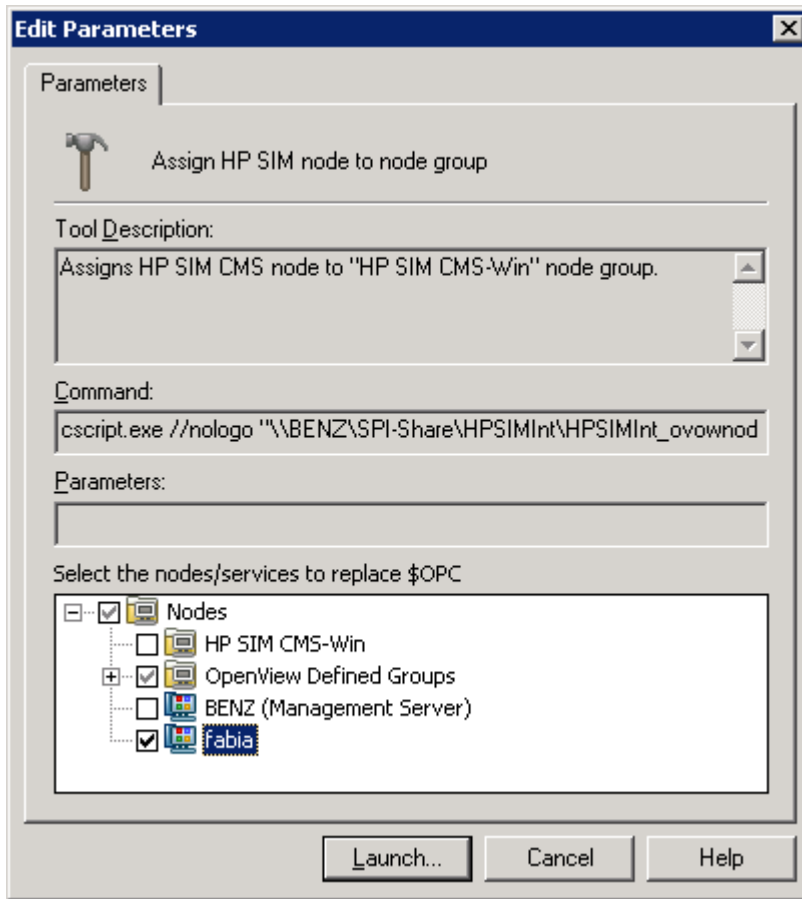 Edit Parameters
Parameters
Assign HP SIM node to node group
Tool Description:
Assigns HP SIM CMS node to "HP SIM CMS-Win" node group.
Command:
cscript.exe //nologo "\\BENZ\SPI-Share\HPSIMInt\HPSIMInt_ovownod
Parameters:
Select the nodes/services to replace $OPC
Nodes
HP SIM CMS-Win
OpenView Defined Groups
BENZ (Management Server)
fabia
Launch... Cancel Help